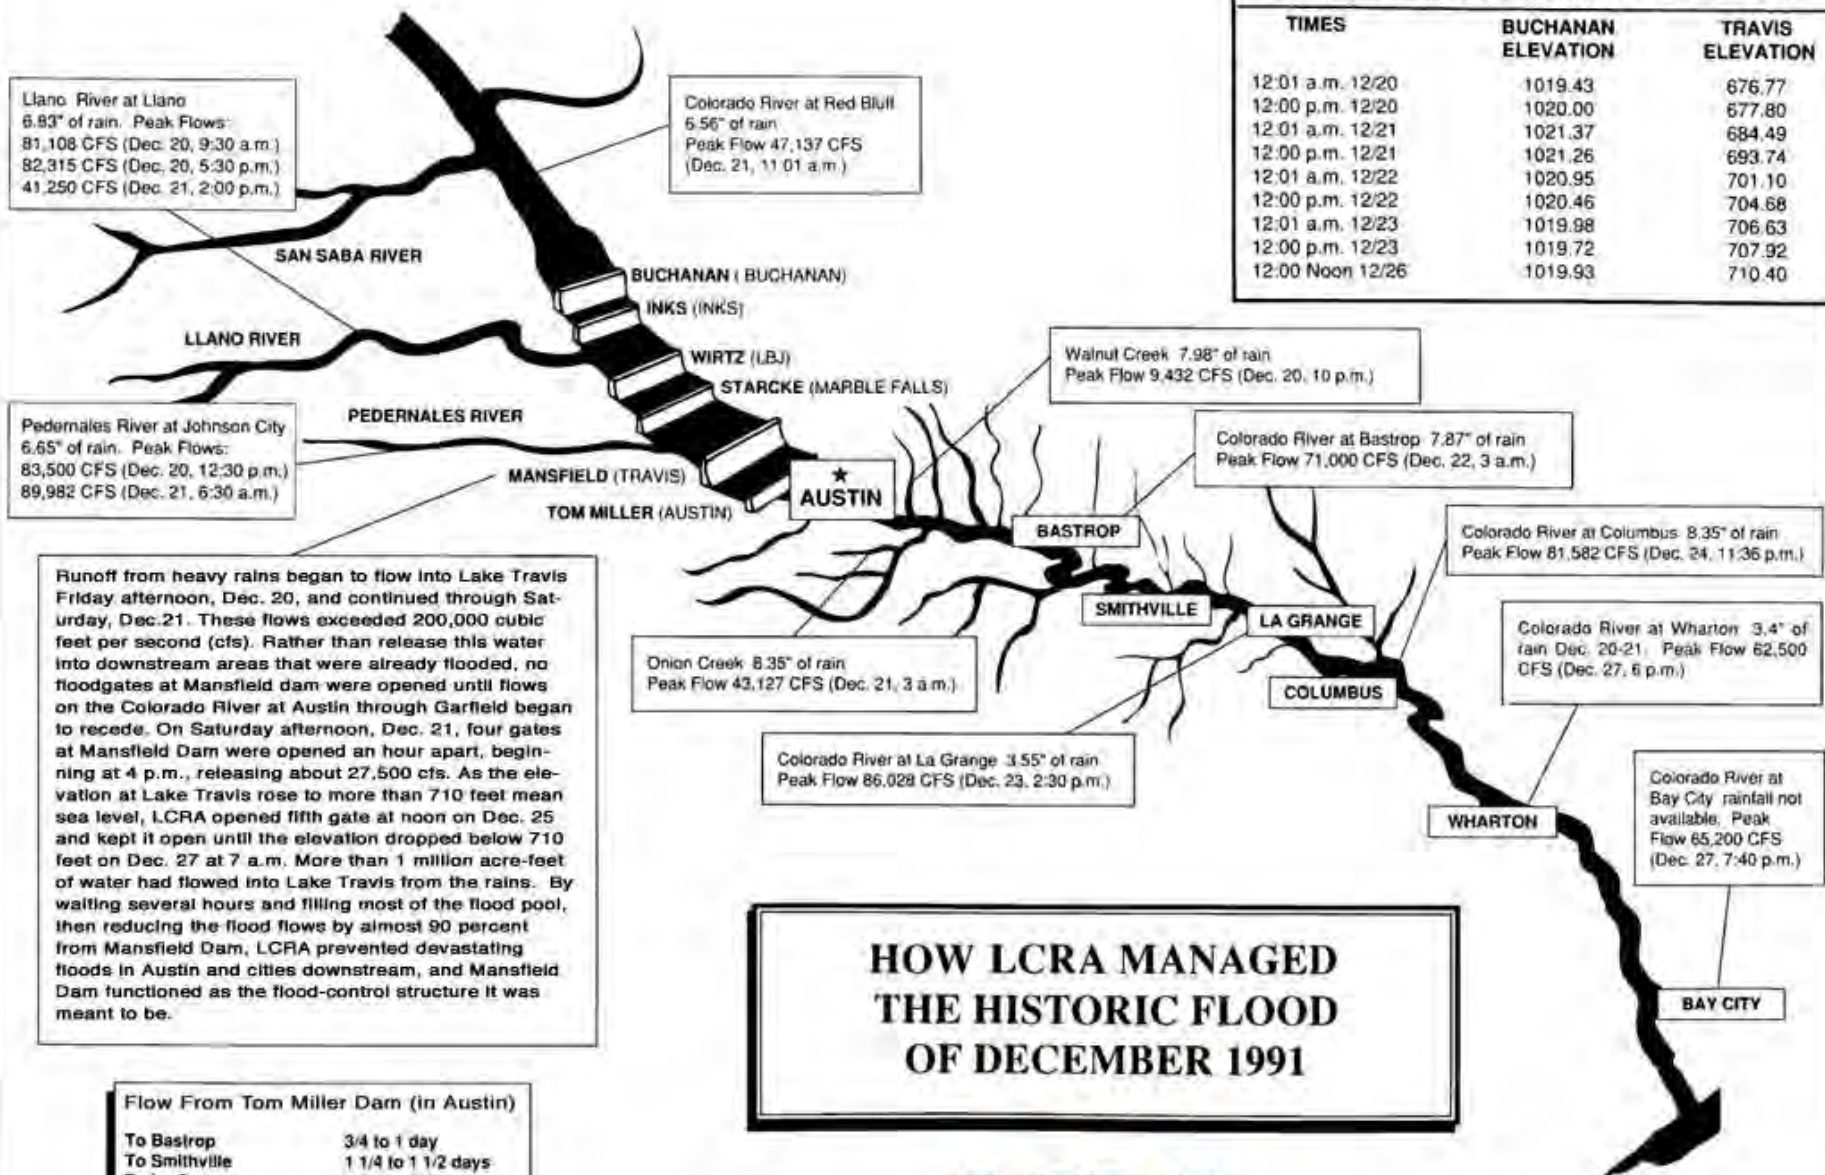 TIMES BUCHANAN ELEVATION TRAVIS ELEVATION
12:01 a.m. 12/20 1019.43 676.77
12:00 p.m. 12/20 1020.00 677.80
12:01 a.m. 12/21 1021.37 684.49
12:00 p.m. 12/21 1021.26 693.74
12:01 a.m. 12/22 1020.95 701.10
12:00 p.m. 12/22 1020.46 704.68
12:01 a.m. 12/23 1019.98 706.63
12:00 p.m. 12/23 1019.72 707.92
12:00 Noon 12/26 1019.93 710.40
Llano River at Llano
6.83" of rain. Peak Flows:
81,108 CFS (Dec. 20, 9:30 a.m.)
82,315 CFS (Dec. 20, 5:30 p.m.)
41,250 CFS (Dec. 21, 2:00 p.m.)
Colorado River at Red Bluff
6.56" of rain
Peak Flow 47,137 CFS
(Dec. 21, 11:01 a.m.)
SAN SABA RIVER
BUCHANAN ( BUCHANAN)
INKS (INKS)
LLANO RIVER
WIRTZ (LBJ)
STARCKE (MARBLE FALLS)
Walnut Creek 7.98" of rain
Peak Flow 9,432 CFS (Dec. 20, 10 p.m.)
Pedernales River at Johnson City
6.65" of rain. Peak Flows:
83,500 CFS (Dec. 20, 12:30 p.m.)
89,982 CFS (Dec. 21, 6:30 a.m.)
PEDERNALES RIVER
Colorado River at Bastrop 7.87" of rain
Peak Flow 71,000 CFS (Dec. 22, 3 a.m.)
MANSFIELD (TRAVIS)
AUSTIN
TOM MILLER (AUSTIN)
BASTROP
Colorado River at Columbus 8.35" of rain
Peak Flow 81,582 CFS (Dec. 24, 11:36 p.m.)
SMITHVILLE
LA GRANGE
Colorado River at Wharton 3.4" of
rain Dec. 20-21. Peak Flow 62,500
CFS (Dec. 27, 6 p.m.)
Onion Creek 8.35" of rain
Peak Flow 43,127 CFS (Dec. 21, 3 a.m.)
COLUMBUS
Colorado River at La Grange 3.55" of rain
Peak Flow 86,028 CFS (Dec. 23, 2:30 p.m.)
Colorado River at
Bay City rainfall not
available. Peak
Flow 65,200 CFS
(Dec. 27, 7:40 p.m.)
WHARTON
BAY CITY
Runoff from heavy rains began to flow into Lake Travis
Friday afternoon, Dec. 20, and continued through Sat-
urday, Dec.21. These flows exceeded 200,000 cubic
feet per second (cfs). Rather than release this water
into downstream areas that were already flooded, no
floodgates at Mansfield dam were opened until flows
on the Colorado River at Austin through Garfield began
to recede. On Saturday afternoon, Dec. 21, four gates
at Mansfield Dam were opened an hour apart, begin-
ning at 4 p.m., releasing about 27,500 cfs. As the ele-
vation at Lake Travis rose to more than 710 feet mean
sea level, LCRA opened fifth gate at noon on Dec. 25
and kept it open until the elevation dropped below 710
feet on Dec. 27 at 7 a.m. More than 1 million acre-feet
of water had flowed into Lake Travis from the rains. By
waiting several hours and filling most of the flood pool,
then reducing the flood flows by almost 90 percent
from Mansfield Dam, LCRA prevented devastating
floods in Austin and cities downstream, and Mansfield
Dam functioned as the flood-control structure it was
meant to be.
HOW LCRA MANAGED
THE HISTORIC FLOOD
OF DECEMBER 1991
Flow From Tom Miller Dam (in Austin)
To Bastrop 3/4 to 1 day
To Smithville 1 1/4 to 1 1/2 days